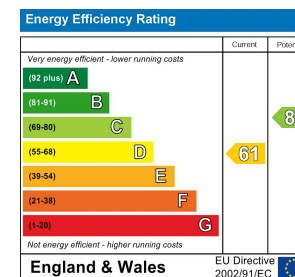 Energy Efficiency Rating
Current
Very energy efficient - lower running costs
(92 plus) A
(81-91) B
(69-80) C
(55-68) D
61
(39-54) E
(21-38) F
(1-20) G
Not energy efficient - higher running costs
England & Wales
EU Directive
2002/91/EC